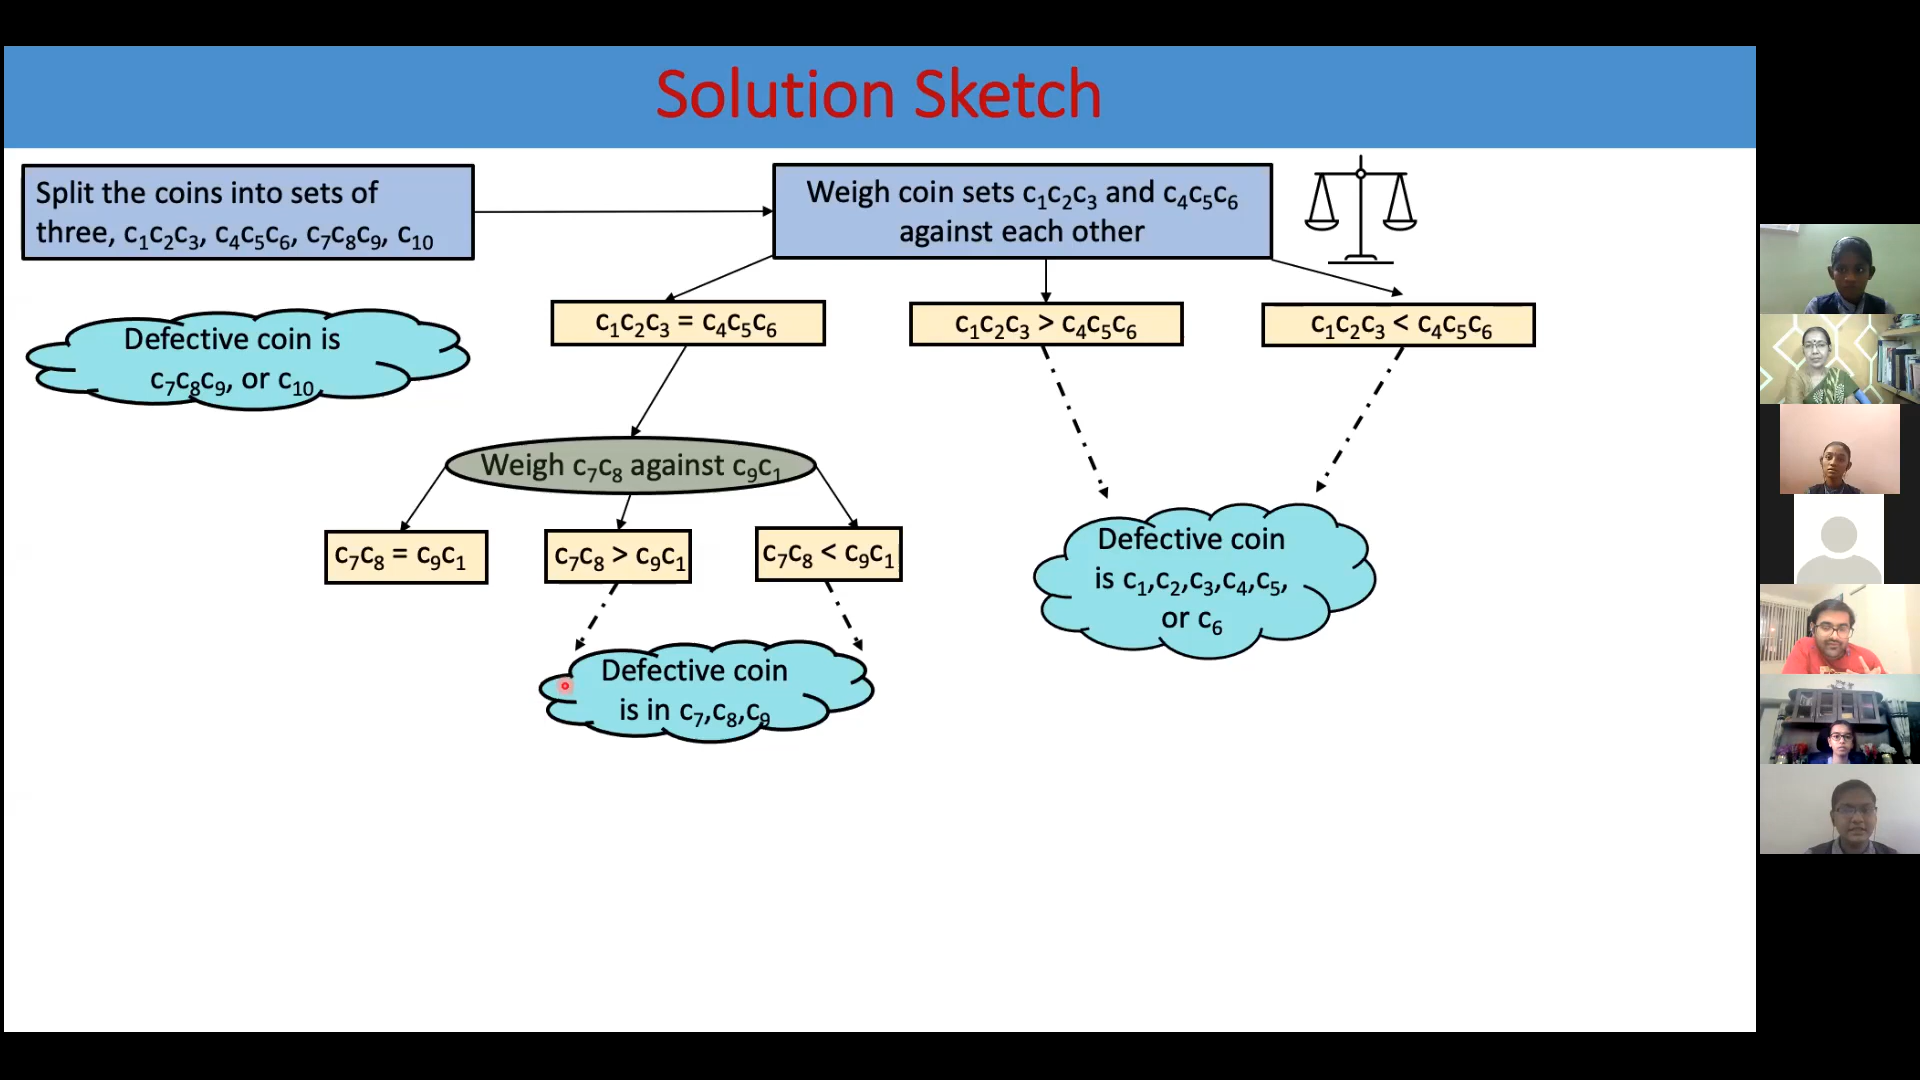 Solution Sketch
Split the coins into sets of
three, c₁c₂c₃, c₄c₅c₆, c₇c₈c₉, c₁₀
Weigh coin sets c₁c₂c₃ and c₄c₅c₆
against each other
Defective coin is
c₇c₈c₉, or c₁₀
c₁c₂c₃ = c₄c₅c₆
c₁c₂c₃ > c₄c₅c₆
c₁c₂c₃ < c₄c₅c₆
Weigh c₇c₈ against c₉c₁
c₇c₈ = c₉c₁
c₇c₈ > c₉c₁
c₇c₈ < c₉c₁
Defective coin
is c₁,c₂,c₃,c₄,c₅,
or c₆
Defective coin
is in c₇,c₈,c₉